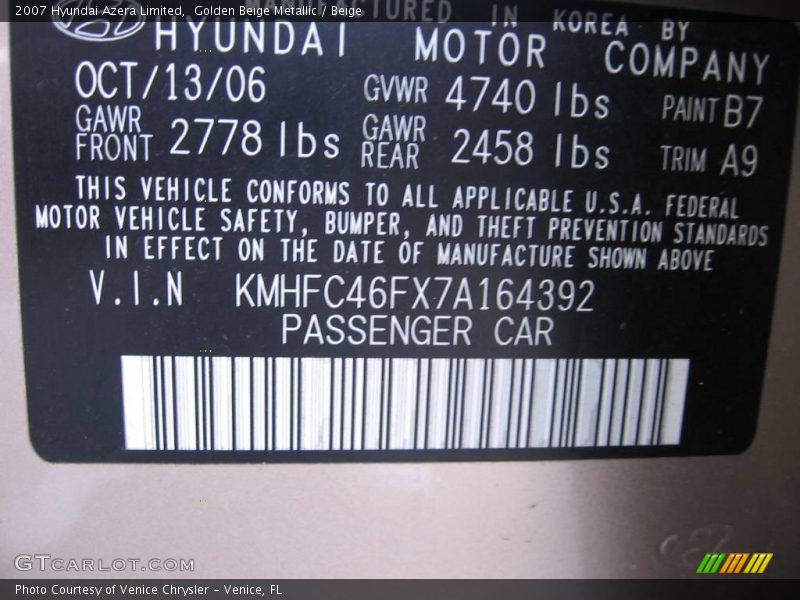 2007 Hyundai Azera Limited, Golden Beige Metallic / Beige
MANUFACTURED IN KOREA BY
HYUNDAI MOTOR COMPANY
OCT/13/06 GVWR 4740 lbs PAINT B7
GAWR FRONT 2778 lbs GAWR REAR 2458 lbs TRIM A9
THIS VEHICLE CONFORMS TO ALL APPLICABLE U.S.A. FEDERAL
MOTOR VEHICLE SAFETY, BUMPER, AND THEFT PREVENTION STANDARDS
IN EFFECT ON THE DATE OF MANUFACTURE SHOWN ABOVE
V.I.N KMHFC46FX7A164392
PASSENGER CAR
GTCARLOT.COM
Photo Courtesy of Venice Chrysler - Venice, FL